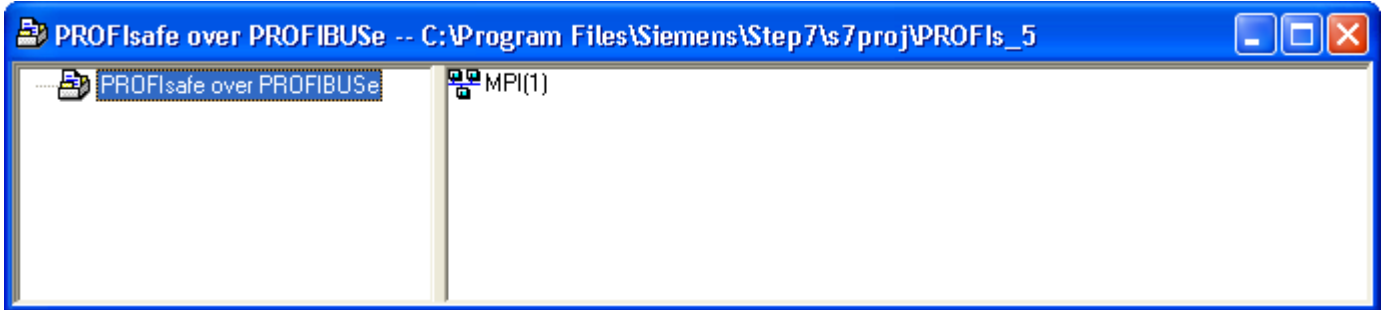 PROFIsafe over PROFIBUSe -- C:\Program Files\Siemens\Step7\s7proj\PROFIs_5
PROFIsafe over PROFIBUSe
MPI(1)